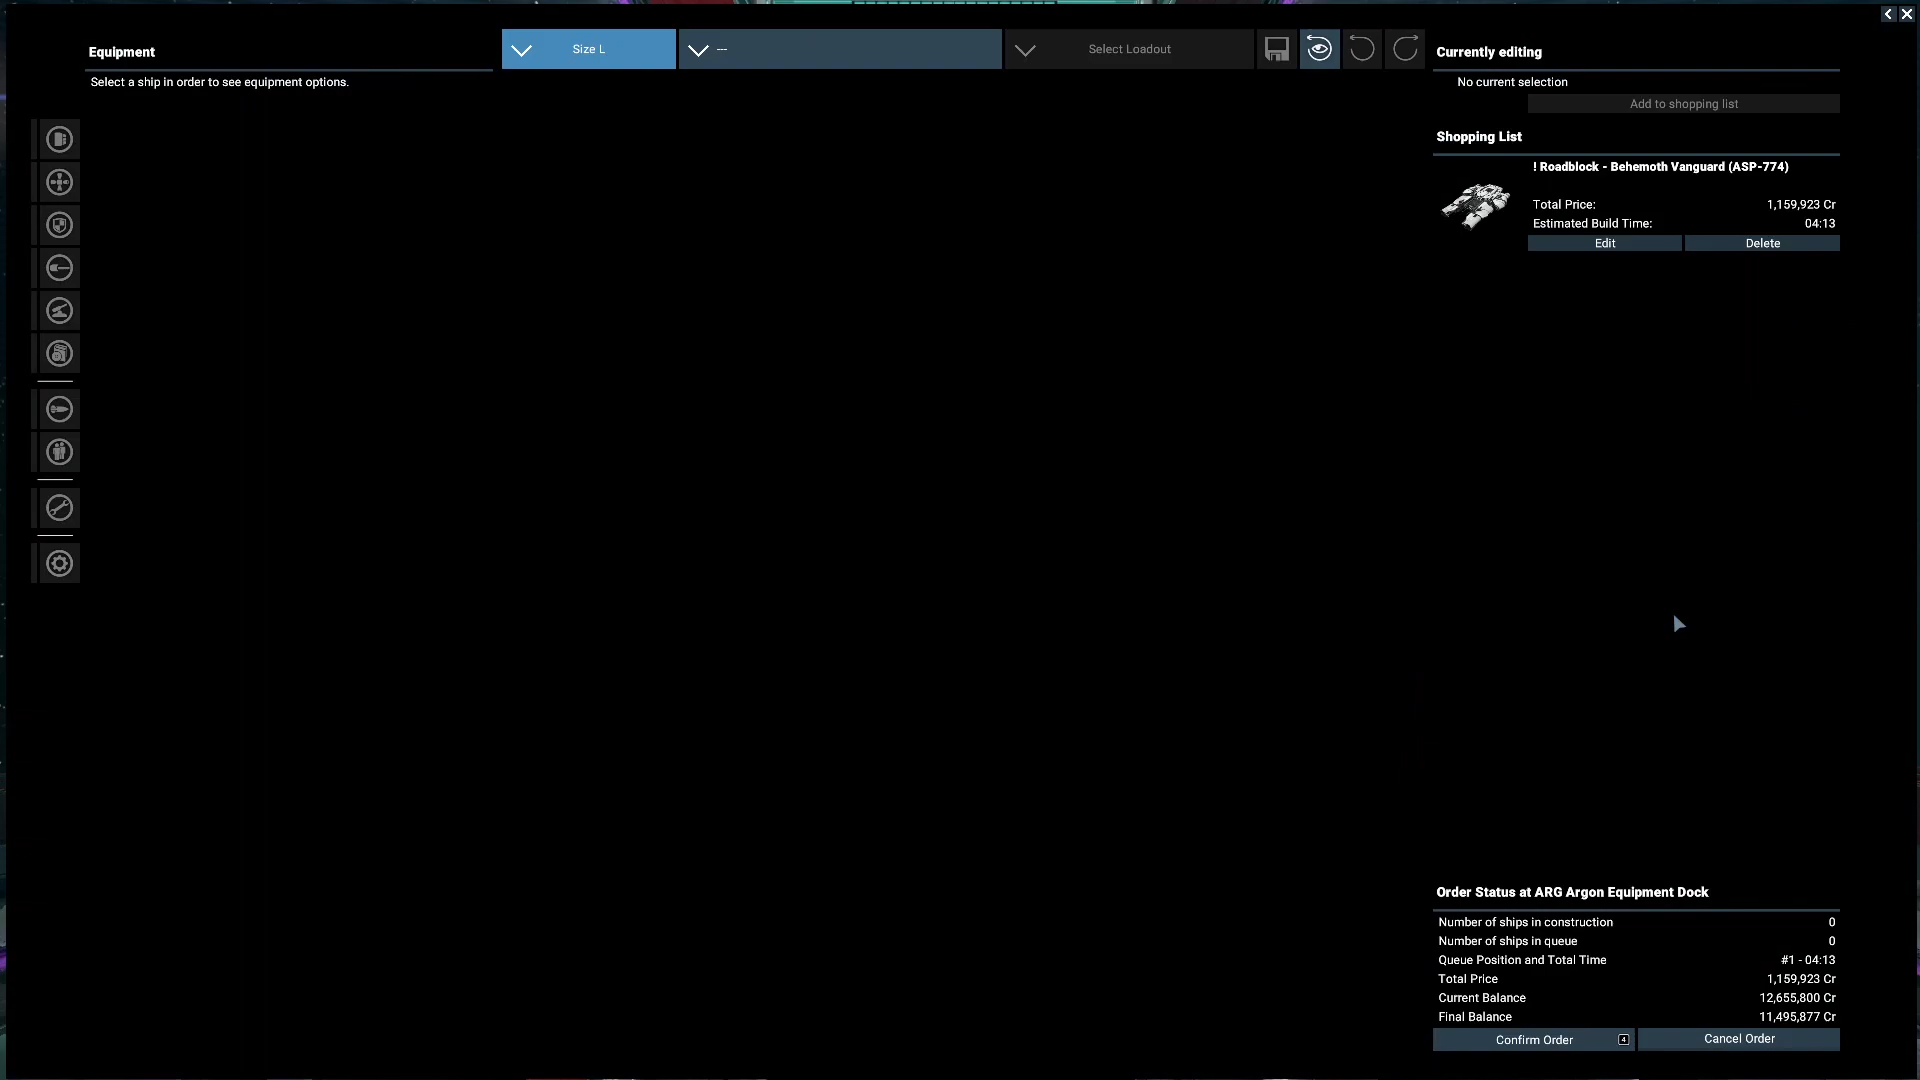 Equipment
Select a ship in order to see equipment options.
Size L
---
Select Loadout
Currently editing
No current selection
Add to shopping list
Shopping List
! Roadblock - Behemoth Vanguard (ASP-774)
Total Price: 1,159,923 Cr
Estimated Build Time: 04:13
Edit Delete
Order Status at ARG Argon Equipment Dock
Number of ships in construction 0
Number of ships in queue 0
Queue Position and Total Time #1 - 04:13
Total Price 1,159,923 Cr
Current Balance 12,655,800 Cr
Final Balance 11,495,877 Cr
Confirm Order 4 Cancel Order